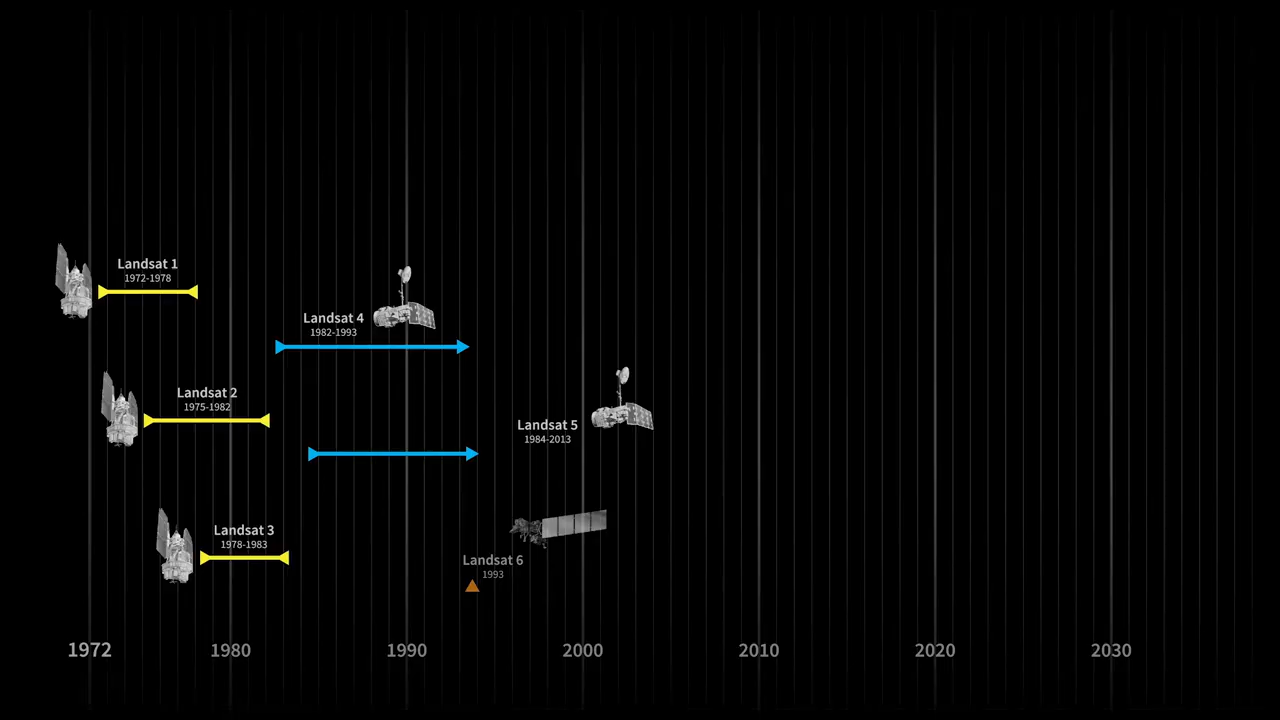 Landsat 1
1972-1978
Landsat 4
1982-1993
Landsat 2
1975-1982
Landsat 5
1984-2013
Landsat 3
1978-1983
Landsat 6
1993
1972
1980
1990
2000
2010
2020
2030